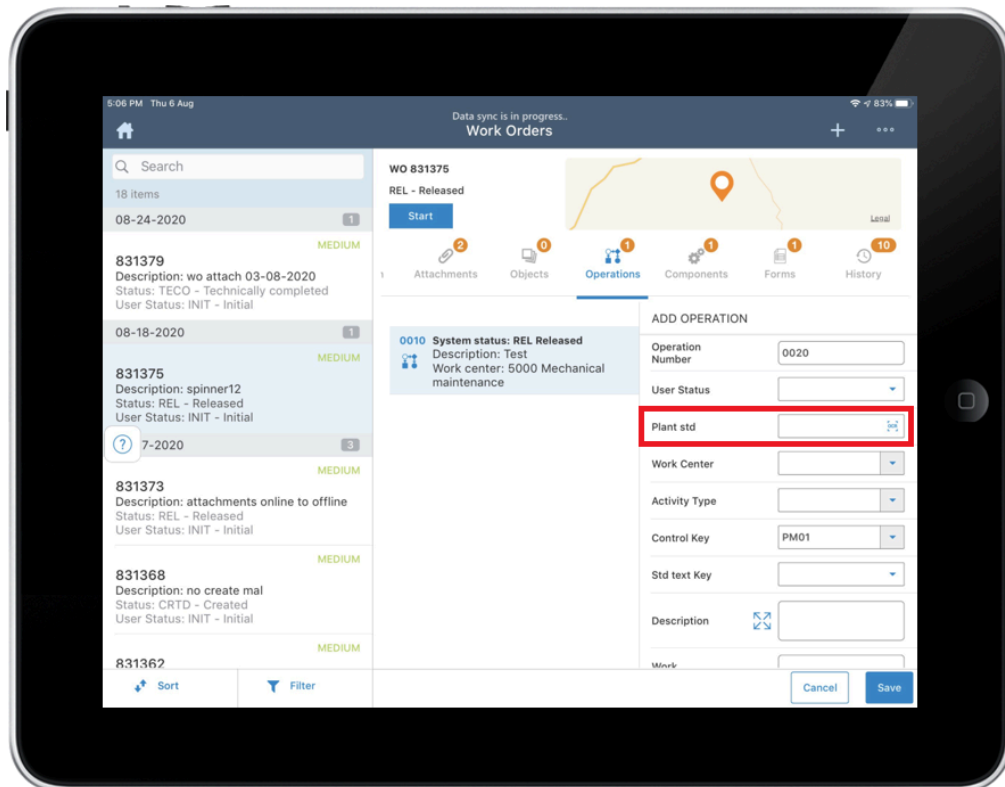 5:06 PM Thu 6 Aug
83%
Data sync is in progress..
Work Orders
Search
18 items
08-24-2020 1
MEDIUM
831379
Description: wo attach 03-08-2020
Status: TECO - Technically completed
User Status: INIT - Initial
08-18-2020 1
MEDIUM
831375
Description: spinner12
Status: REL - Released
User Status: INIT - Initial
? 7-2020 3
MEDIUM
831373
Description: attachments online to offline
Status: REL - Released
User Status: INIT - Initial
MEDIUM
831368
Description: no create mal
Status: CRTD - Created
User Status: INIT - Initial
MEDIUM
831362
Sort
Filter
WO 831375
REL - Released
Start
Legal
n
Attachments 2
Objects 0
Operations 1
Components 1
Forms 1
History 10
0010 System status: REL Released
Description: Test
Work center: 5000 Mechanical
maintenance
ADD OPERATION
Operation
Number
0020
User Status
Plant std
Work Center
Activity Type
Control Key
PM01
Std text Key
Description
Work
Cancel
Save